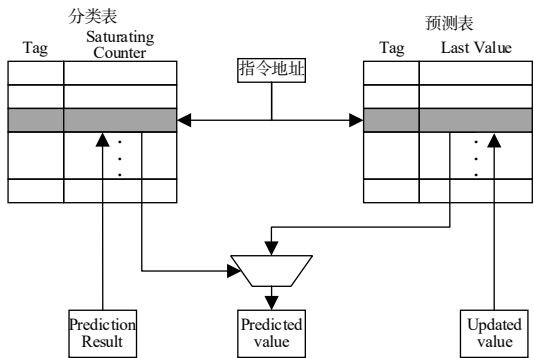 分类表
预测表
Tag
Saturating
Counter
Tag
Last Value
指令地址
Prediction
Result
Predicted
value
Updated
value